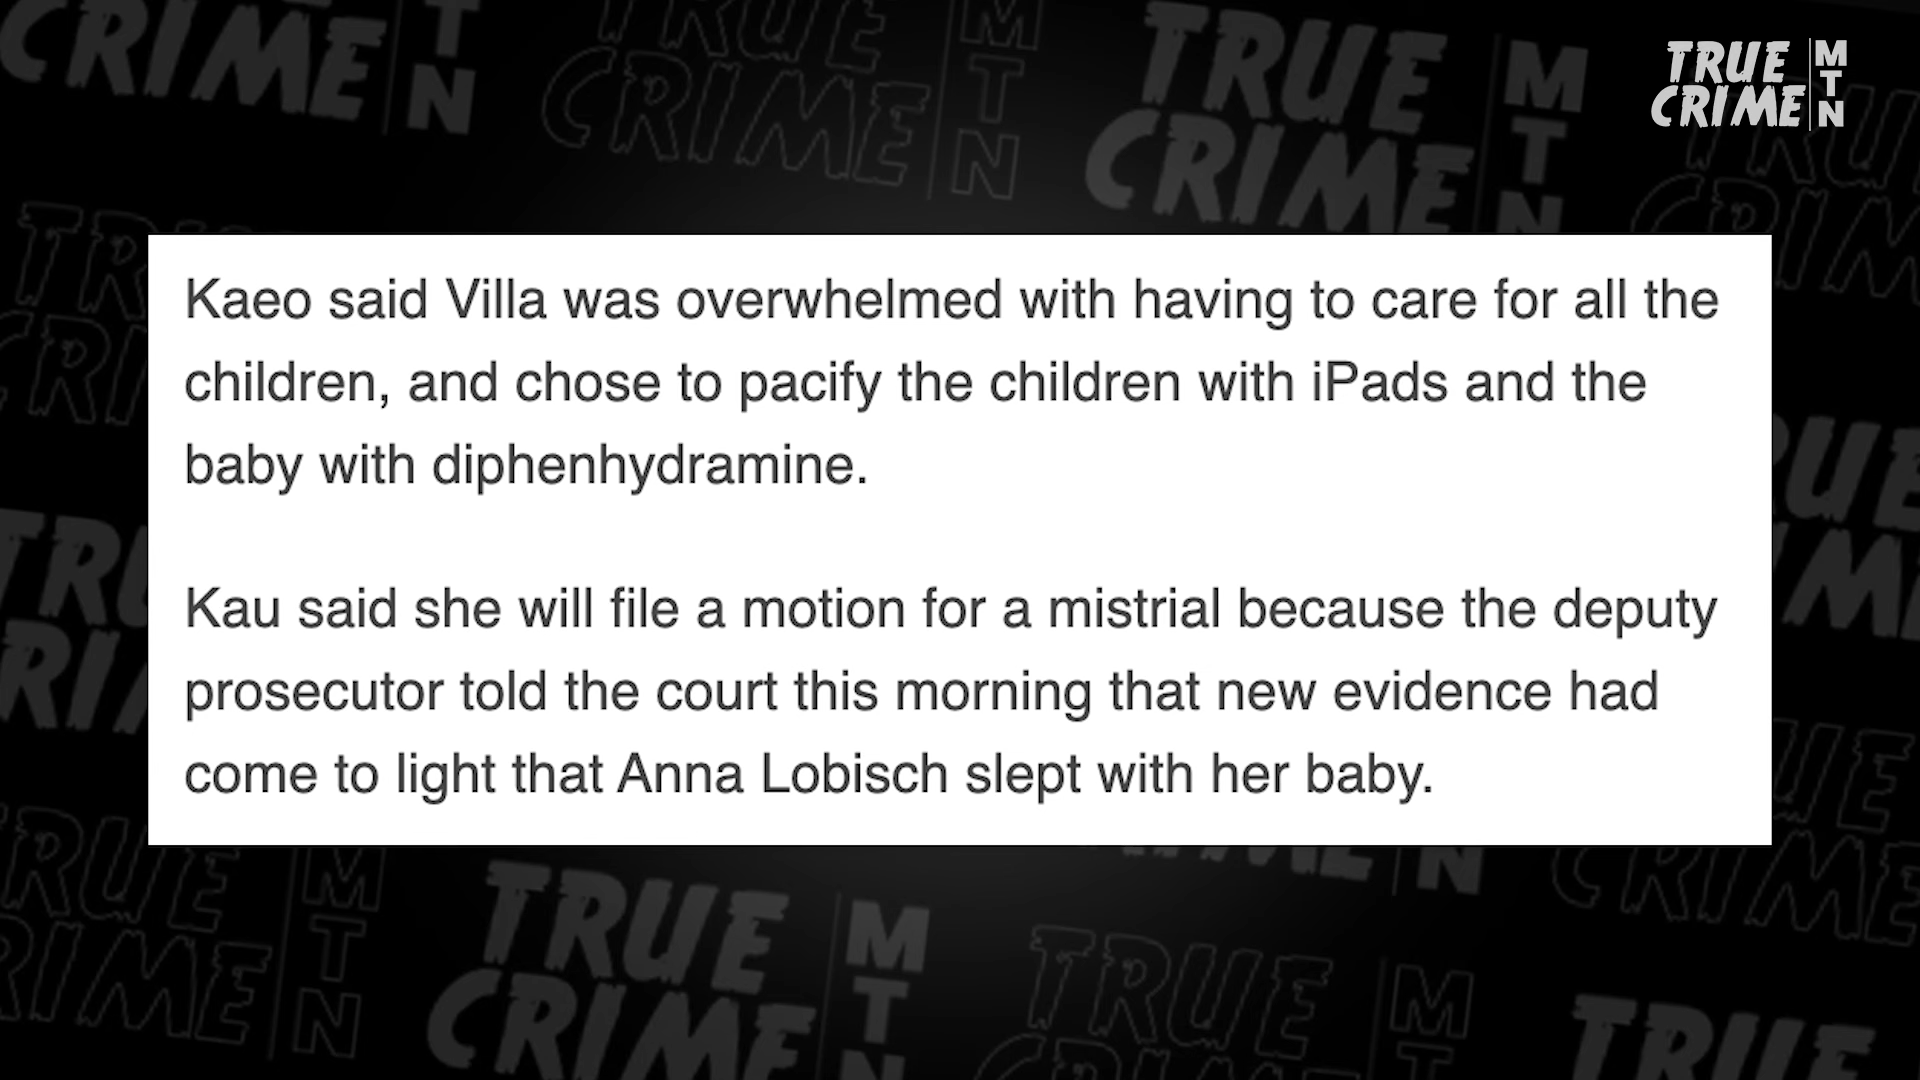 TRUE CRIME MTN
Kaeo said Villa was overwhelmed with having to care for all the
children, and chose to pacify the children with iPads and the
baby with diphenhydramine.
Kau said she will file a motion for a mistrial because the deputy
prosecutor told the court this morning that new evidence had
come to light that Anna Lobisch slept with her baby.